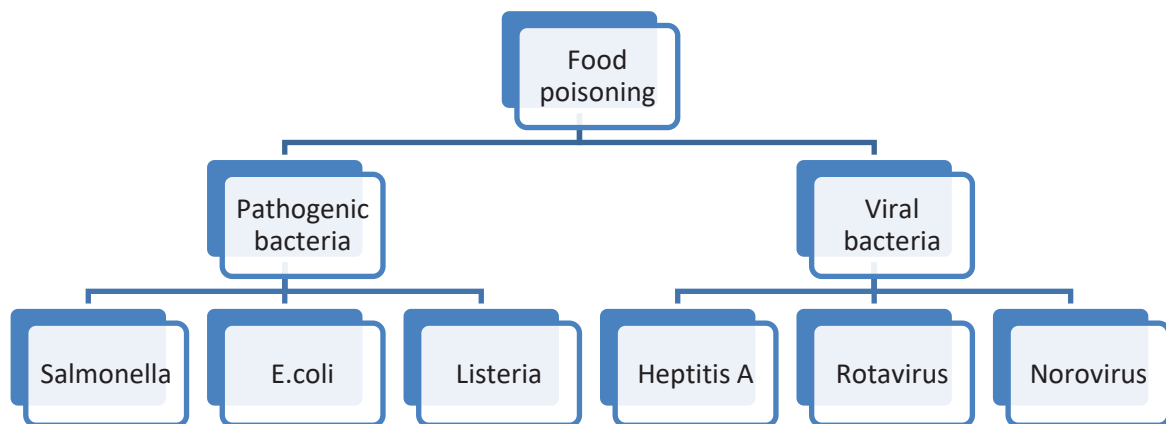 Food
poisoning
Pathogenic
bacteria
Viral
bacteria
Salmonella
E.coli
Listeria
Heptitis A
Rotavirus
Norovirus